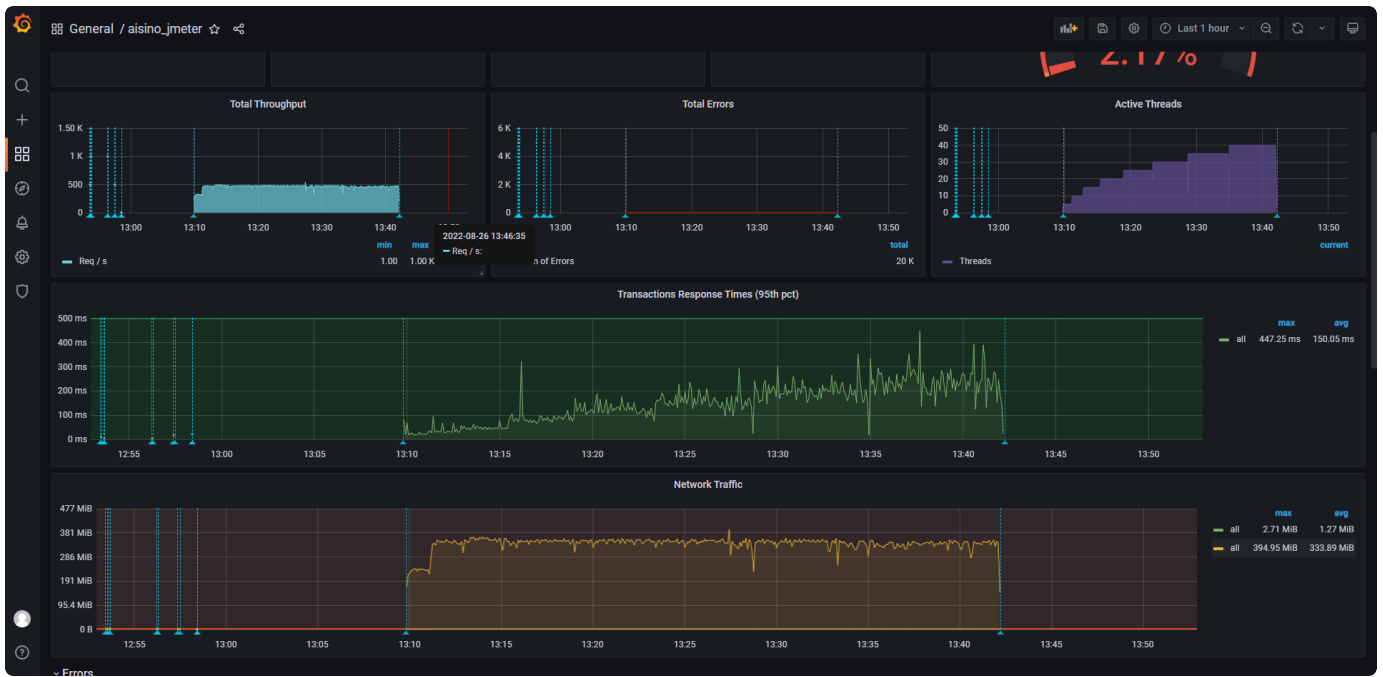 General / aisino_jmeter
Last 1 hour
2.17%
Total Throughput
1.50 K
1 K
500
0
13:00 13:10 13:20 13:30 13:40
min max
Req / s 1.00 1.00 K
2022-08-26 13:46:35
Req / s:
Total Errors
6 K
4 K
2 K
0
13:00 13:10 13:20 13:30 13:40 13:50
total
n of Errors 20 K
Active Threads
50
40
30
20
10
0
13:00 13:10 13:20 13:30 13:40 13:50
current
Threads
Transactions Response Times (95th pct)
500 ms
400 ms
300 ms
200 ms
100 ms
0 ms
12:55 13:00 13:05 13:10 13:15 13:20 13:25 13:30 13:35 13:40 13:45 13:50
max avg
all 447.25 ms 150.05 ms
Network Traffic
477 MiB
381 MiB
286 MiB
191 MiB
95.4 MiB
0 B
12:55 13:00 13:05 13:10 13:15 13:20 13:25 13:30 13:35 13:40 13:45 13:50
max avg
all 2.71 MiB 1.27 MiB
all 394.95 MiB 333.89 MiB
Errors